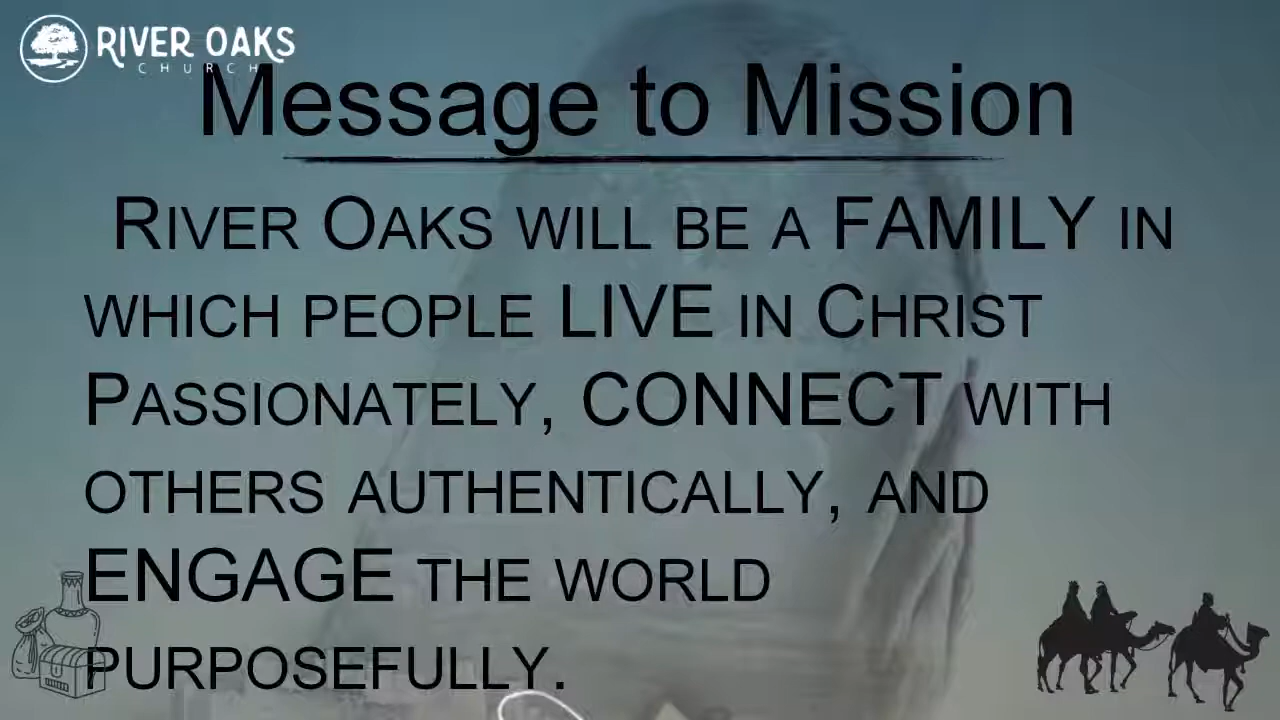 RIVER OAKS
CHURCH
Message to Mission
RIVER OAKS WILL BE A FAMILY IN
WHICH PEOPLE LIVE IN CHRIST
PASSIONATELY, CONNECT WITH
OTHERS AUTHENTICALLY, AND
ENGAGE THE WORLD
PURPOSEFULLY.